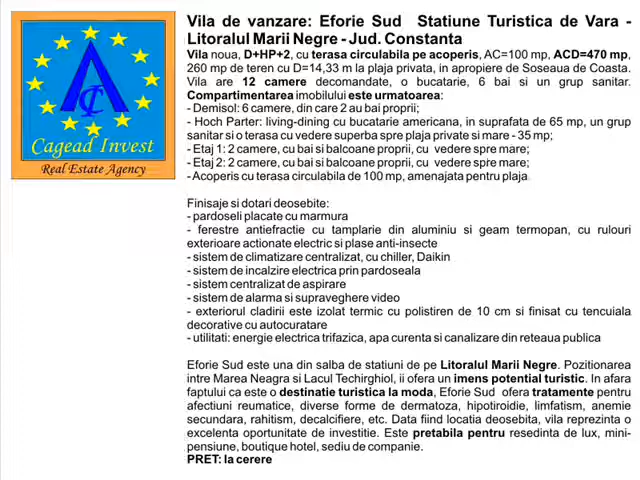 Vila de vanzare: Eforie Sud Statiune Turistica de Vara -
Litoralul Marii Negre - Jud. Constanta
Vila noua, D+HP+2, cu terasa circulabila pe acoperis, AC=100 mp, ACD=470 mp,
260 mp de teren cu D=14,33 m la plaja privata, in apropiere de Soseaua de Coasta.
Vila are 12 camere decomandate, o bucatarie, 6 bai si un grup sanitar.
Compartimentarea imobilului este urmatoarea:
- Demisol: 6 camere, din care 2 au bai proprii;
- Hoch Parter: living-dining cu bucatarie americana, in suprafata de 65 mp, un grup
sanitar si o terasa cu vedere superba spre plaja private si mare - 35 mp;
- Etaj 1: 2 camere, cu bai si balcoane proprii, cu vedere spre mare;
- Etaj 2: 2 camere, cu bai si balcoane proprii, cu vedere spre mare;
- Acoperis cu terasa circulabila de 100 mp, amenajata pentru plaja
Finisaje si dotari deosebite:
- pardoseli placate cu marmura
- ferestre antiefractie cu tamplarie din aluminiu si geam termopan, cu rulouri
exterioare actionate electric si plase anti-insecte
- sistem de climatizare centralizat, cu chiller, Daikin
- sistem de incalzire electrica prin pardoseala
- sistem centralizat de aspirare
- sistem de alarma si supraveghere video
- exteriorul cladirii este izolat termic cu polistiren de 10 cm si finisat cu tencuiala
decorative cu autocuratare
- utilitati: energie electrica trifazica, apa curenta si canalizare din reteaua publica
Eforie Sud este una din salba de statiuni de pe Litoralul Marii Negre. Pozitionarea
intre Marea Neagra si Lacul Techirghiol, ii ofera un imens potential turistic. In afara
faptului ca este o destinatie turistica la moda, Eforie Sud ofera tratamente pentru
afectiuni reumatice, diverse forme de dermatoza, hipotiroidie, limfatism, anemie
secundara, rahitism, decalcifiere, etc. Data fiind locatia deosebita, vila reprezinta o
excelenta oportunitate de investitie. Este pretabila pentru resedinta de lux, mini-
pensiune, boutique hotel, sediu de companie.
PRET: la cerere
A
C
I
Cagead Invest
Real Estate Agency